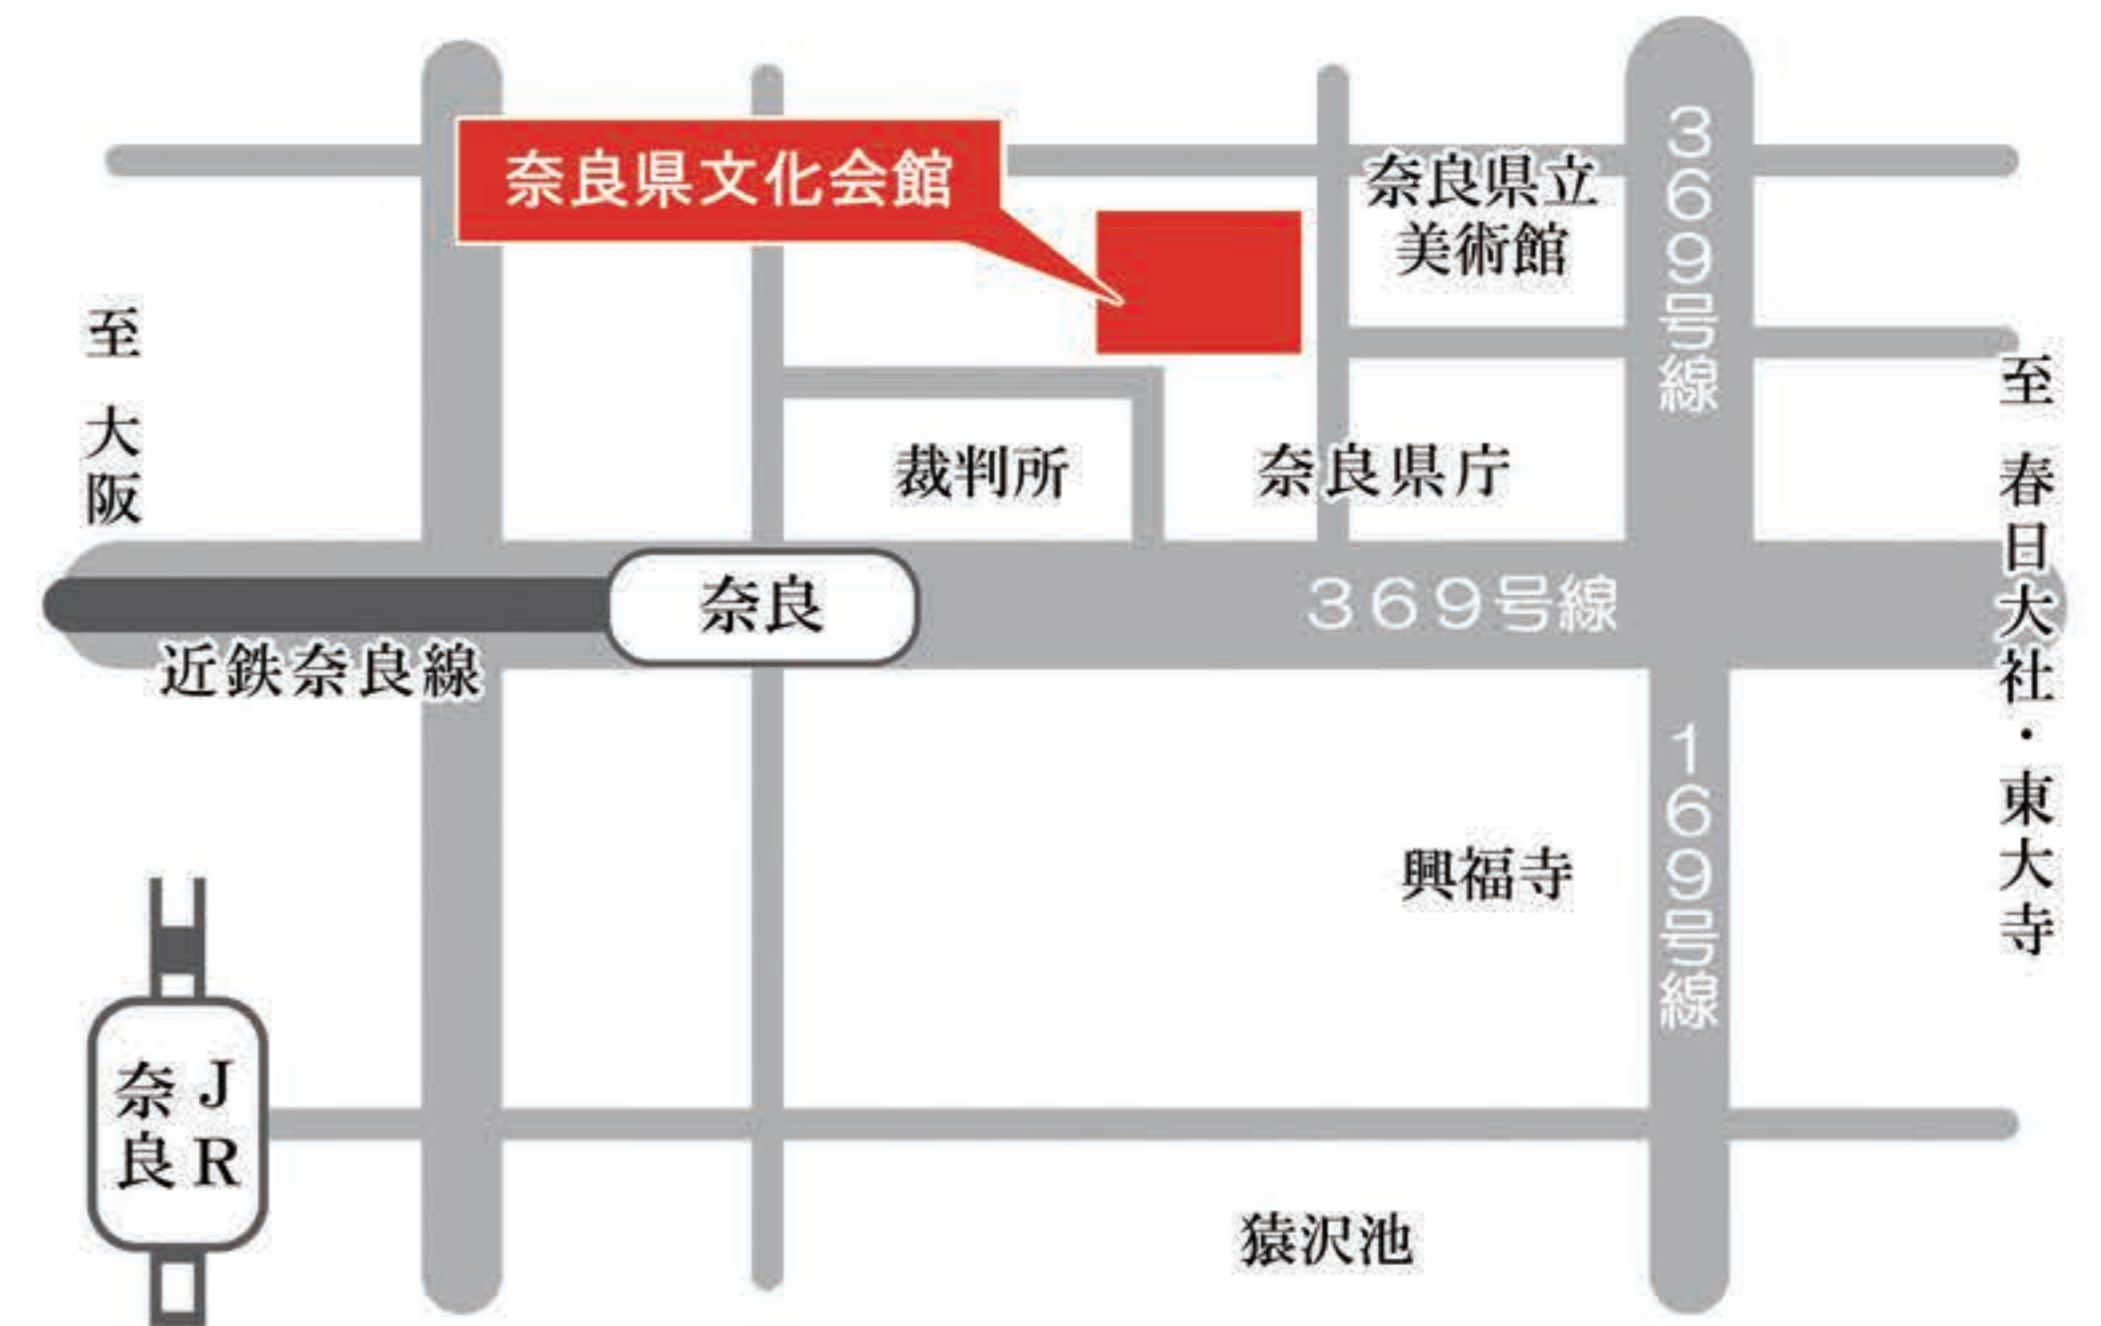 奈良県文化会館
奈良県立
美術館
369号線
至 大阪
至 春日大社・東大寺
裁判所
奈良県庁
奈良
369号線
近鉄奈良線
169号線
興福寺
JR
奈良
猿沢池